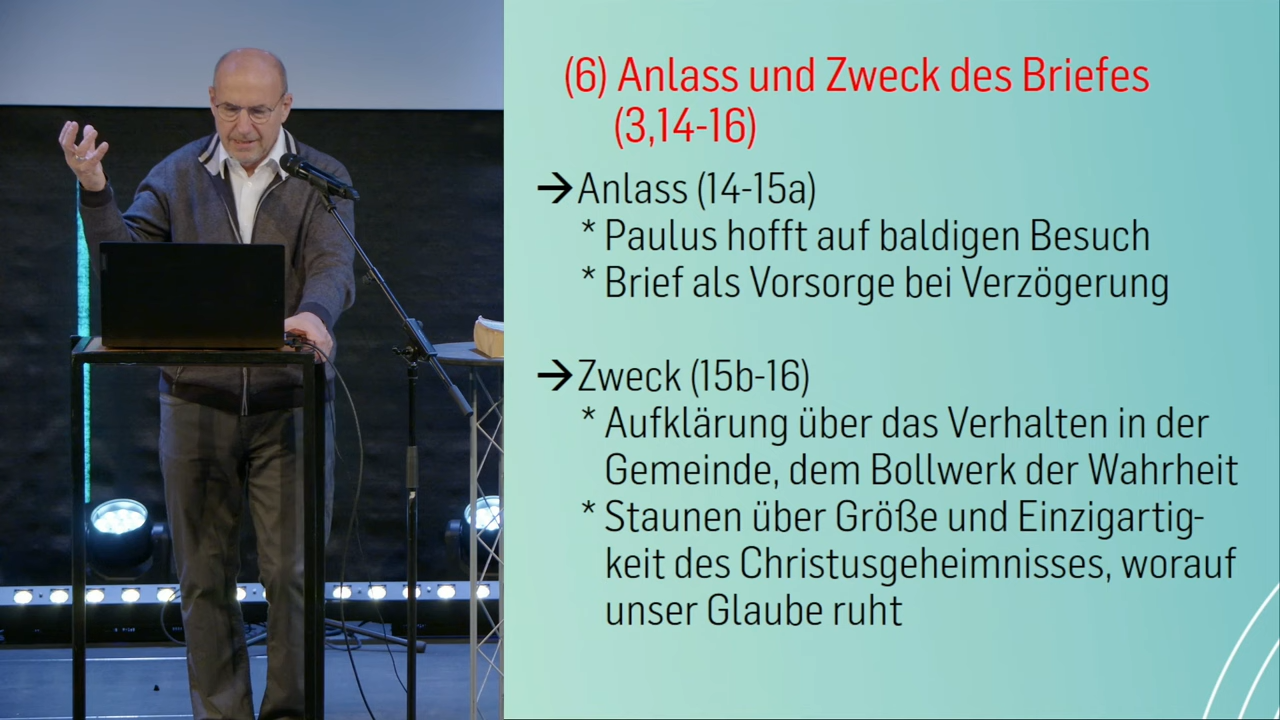 (6) Anlass und Zweck des Briefes
(3,14-16)
→Anlass (14-15a)
* Paulus hofft auf baldigen Besuch
* Brief als Vorsorge bei Verzögerung
→Zweck (15b-16)
* Aufklärung über das Verhalten in der
Gemeinde, dem Bollwerk der Wahrheit
* Staunen über Größe und Einzigartig-
keit des Christusgeheimnisses, worauf
unser Glaube ruht